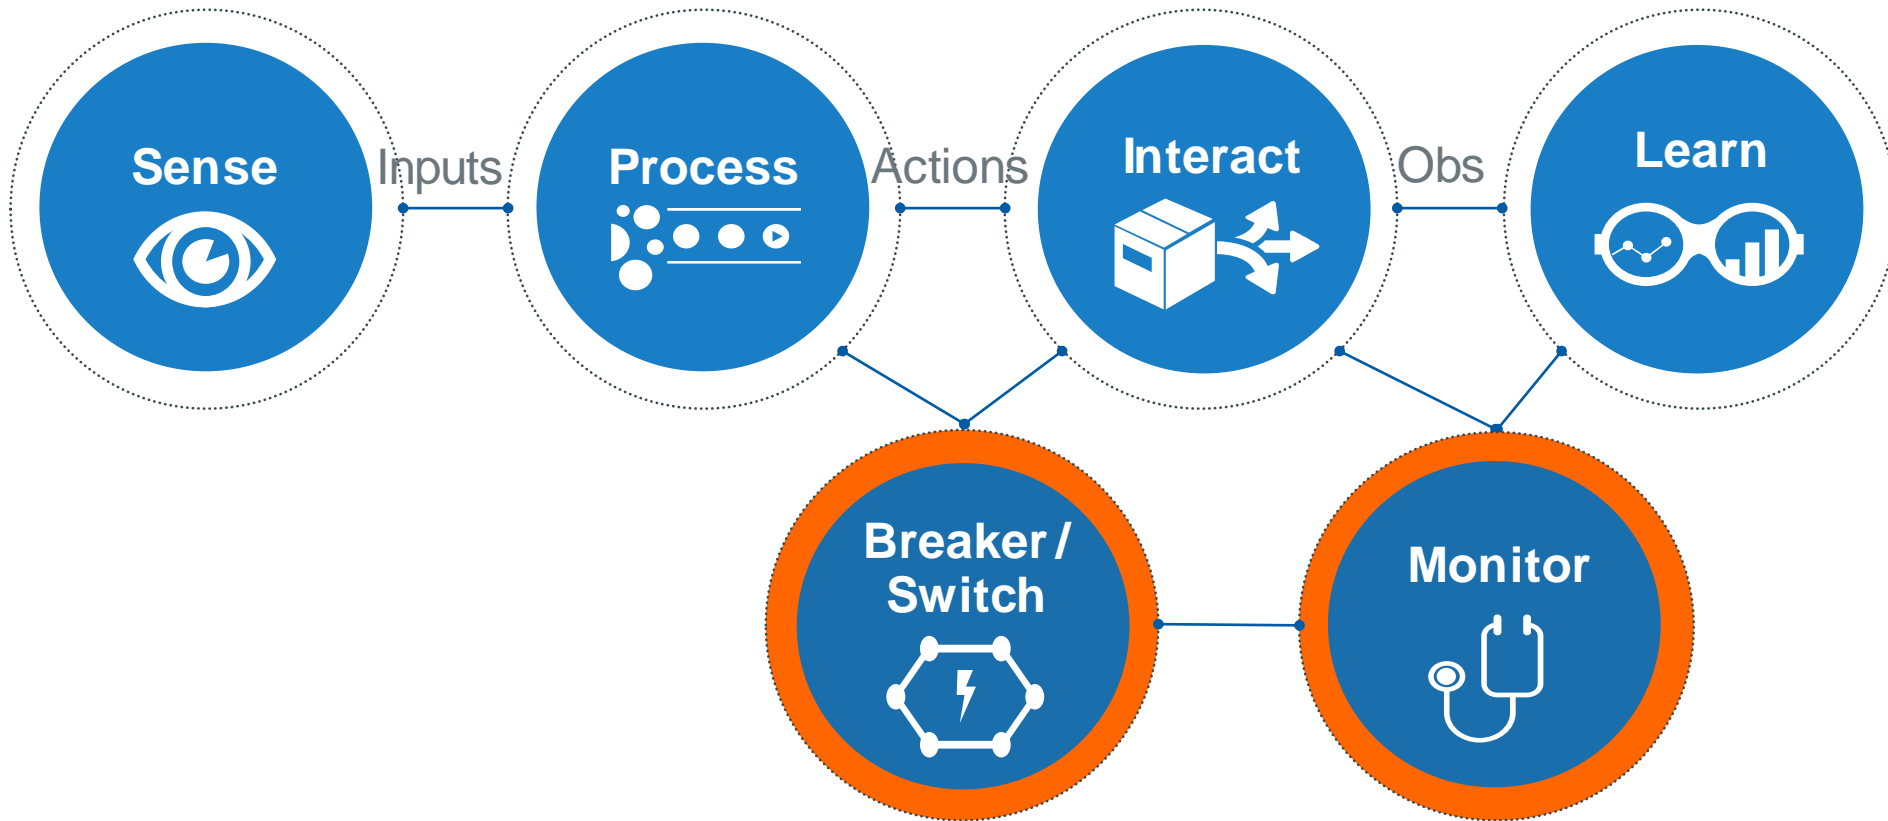 Sense
Inputs
Process
Actions
Interact
Obs
Learn
Breaker /
Switch
Monitor